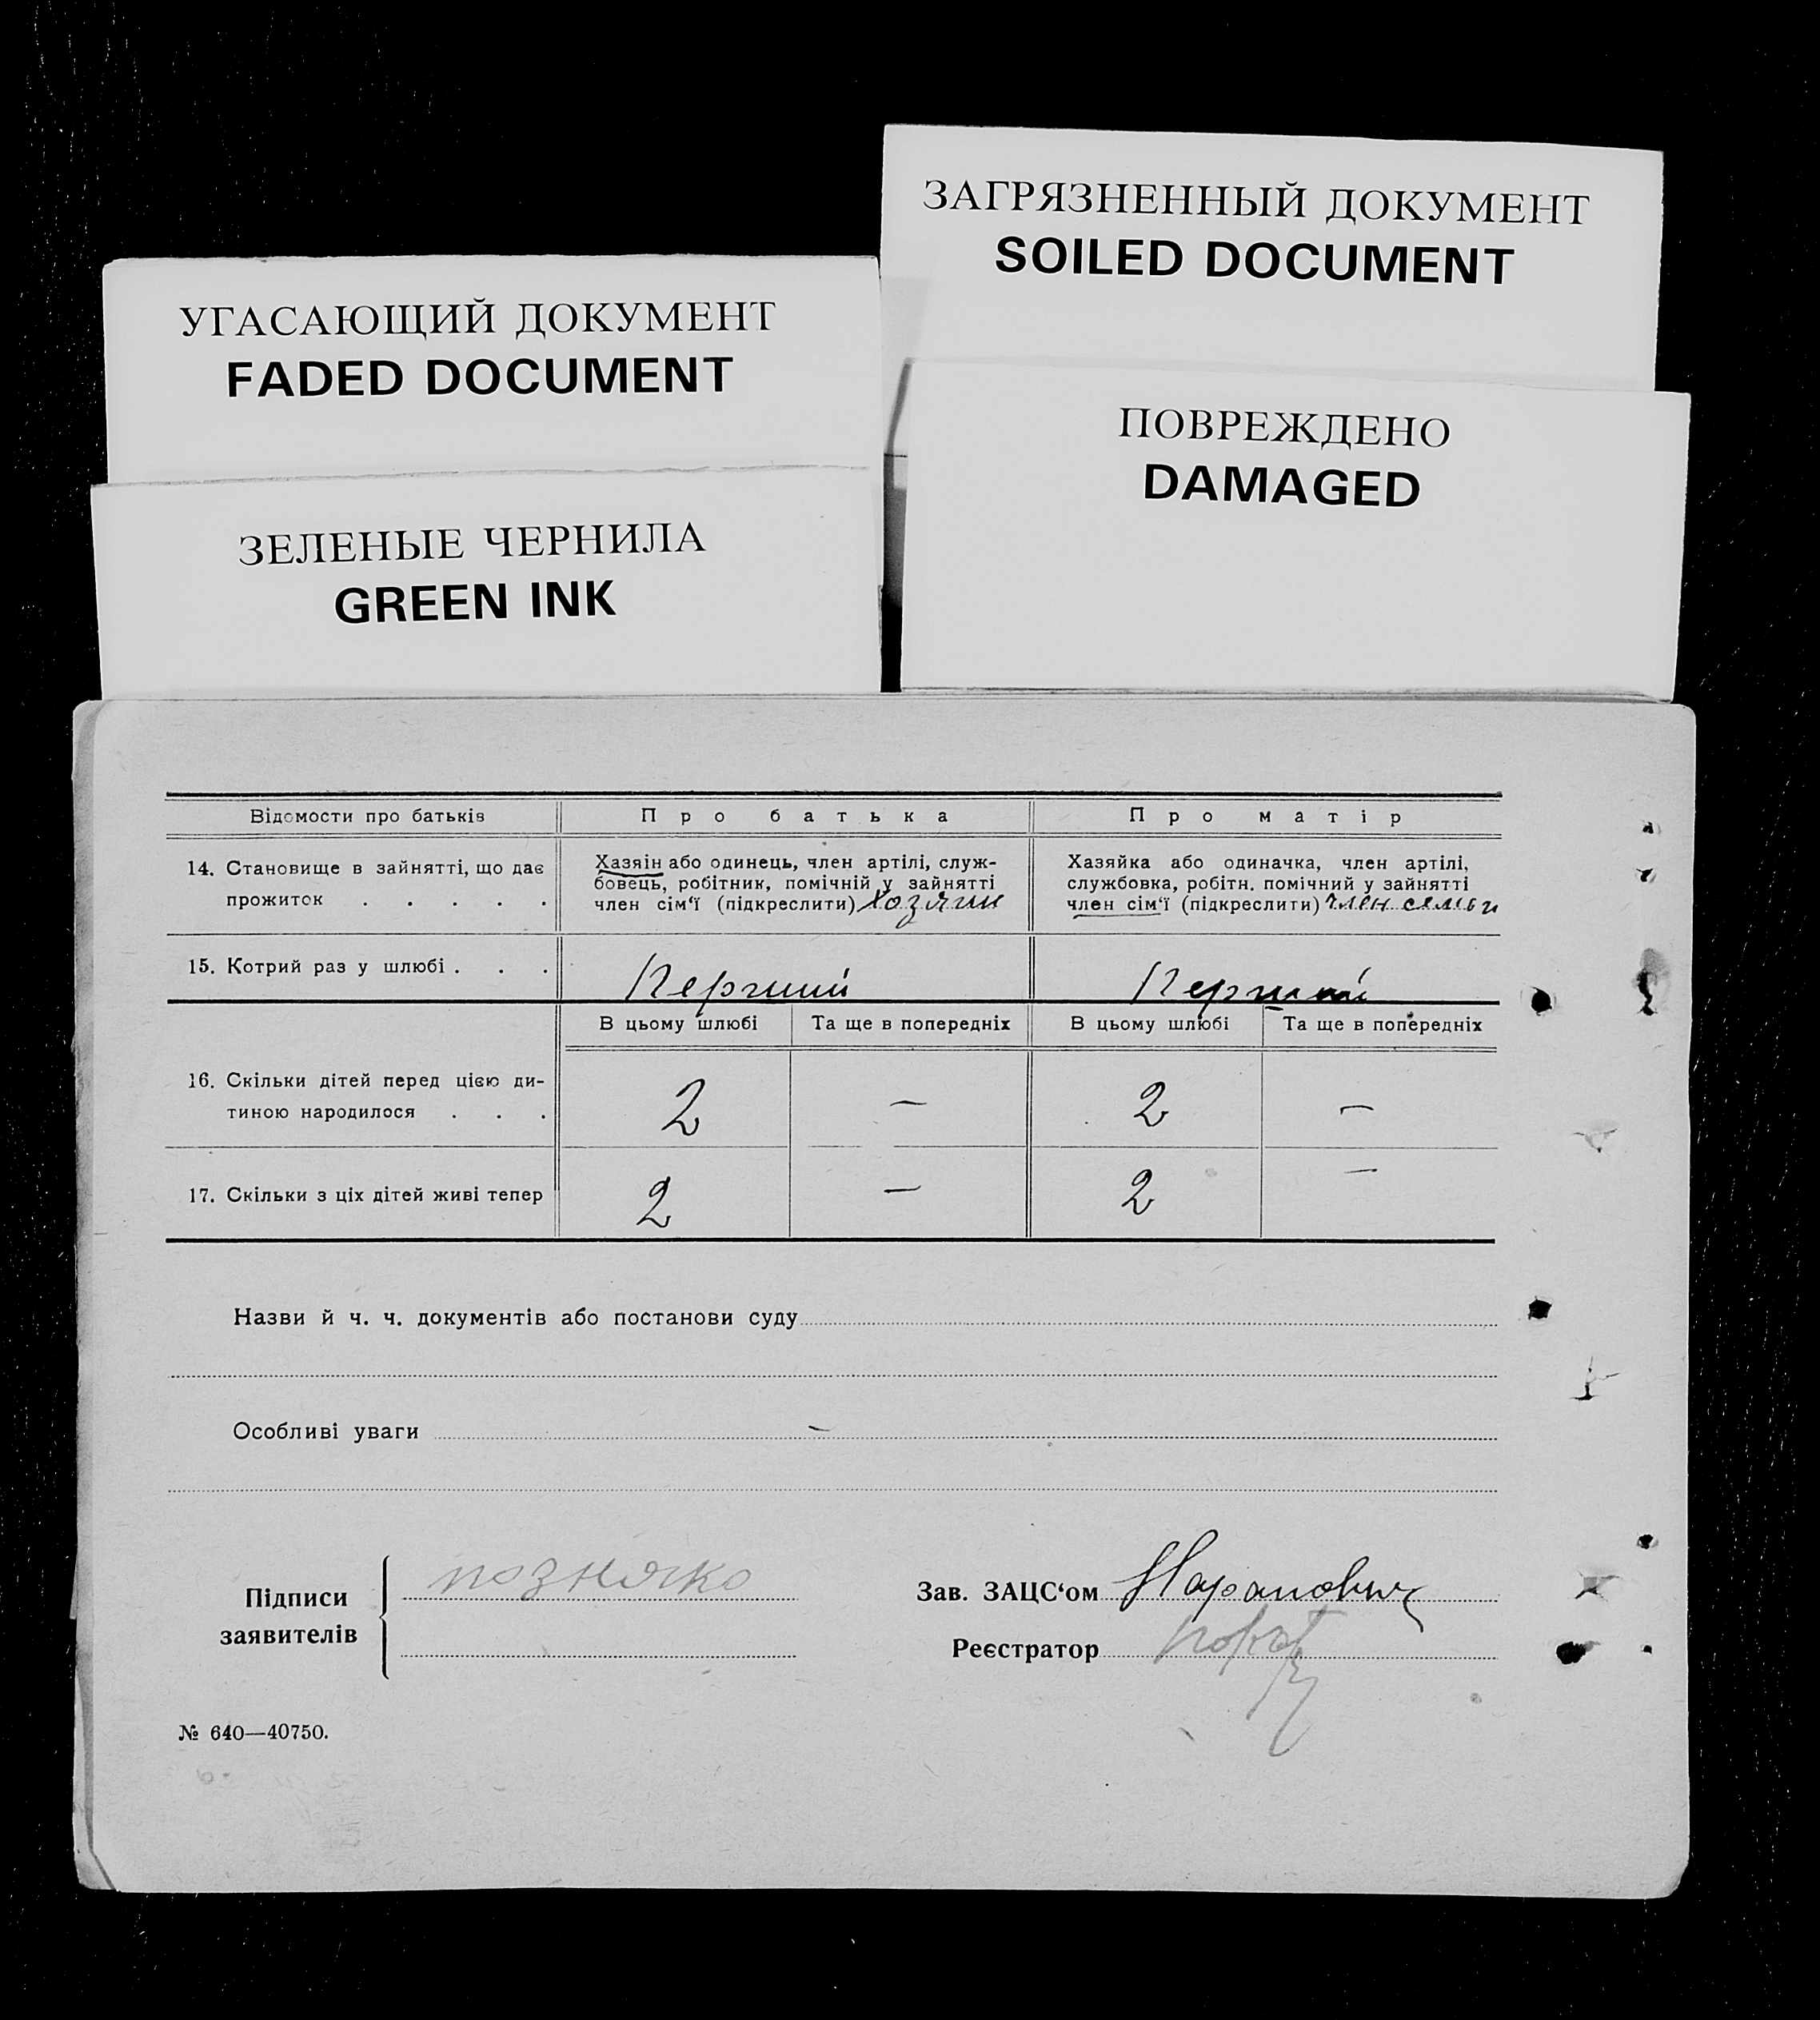 ЗАГРЯЗНЕННЫЙ ДОКУМЕНТ
SOILED DOCUMENT
УГАСАЮЩИЙ ДОКУМЕНТ
FADED DOCUMENT
ПОВРЕЖДЕНО
DAMAGED
ЗЕЛЕНЫЕ ЧЕРНИЛА
GREEN INK
Відомости про батьків
Про батька
Про матір
14. Становище в зайнятті, що дає
прожиток . . . . .
Хазяін або одинець, член артілі, служ-
бовець, робітник, помічній у зайнятті
член сім'ї (підкреслити) Хозяин
Хазяйка або одиначка, член артілі,
службовка, робітн. помічний у зайнятті
член сім'ї (підкреслити) член семьи
15. Котрий раз у шлюбі . . .
Перший
Перший
В цьому шлюбі
Та ще в попередніх
В цьому шлюбі
Та ще в попередніх
16. Скільки дітей перед цією ди-
тиною народилося . . .
2 — 2 —
17. Скільки з ціх дітей живі тепер
2 — 2 —
Назви й ч. ч. документів або постанови суду
Особливі уваги —
Підписи
заявителів
позняко
Зав. ЗАЦС'ом
Реєстратор
№ 640—40750.